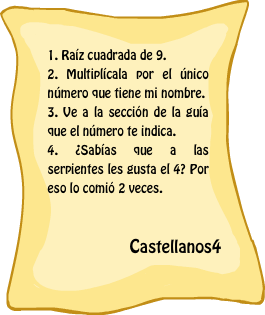 1. Raíz cuadrada de 9.
2. Multiplícala por el único
número que tiene mi nombre.
3. Ve a la sección de la guía
que el número te indica.
4. ¿Sabías que a las
serpientes les gusta el 4? Por
eso lo comió 2 veces.
Castellanos4